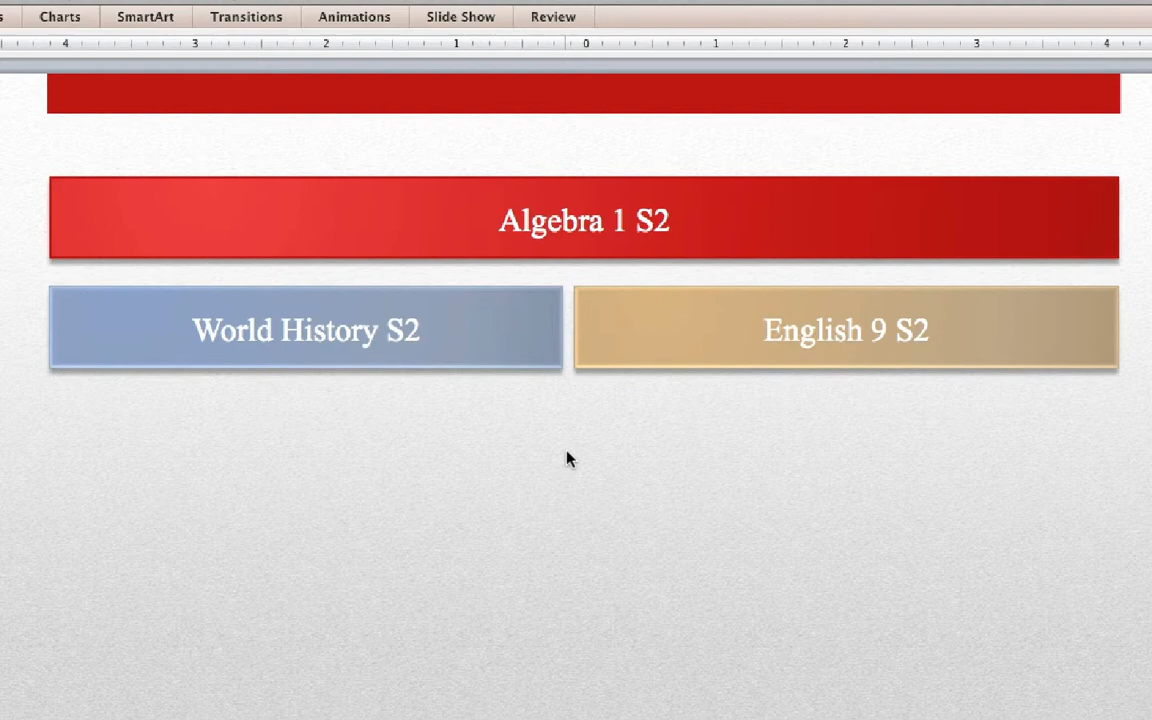 s Charts SmartArt Transitions Animations Slide Show Review
4 3 2 1 0 1 2 3 4
Algebra 1 S2
World History S2 English 9 S2